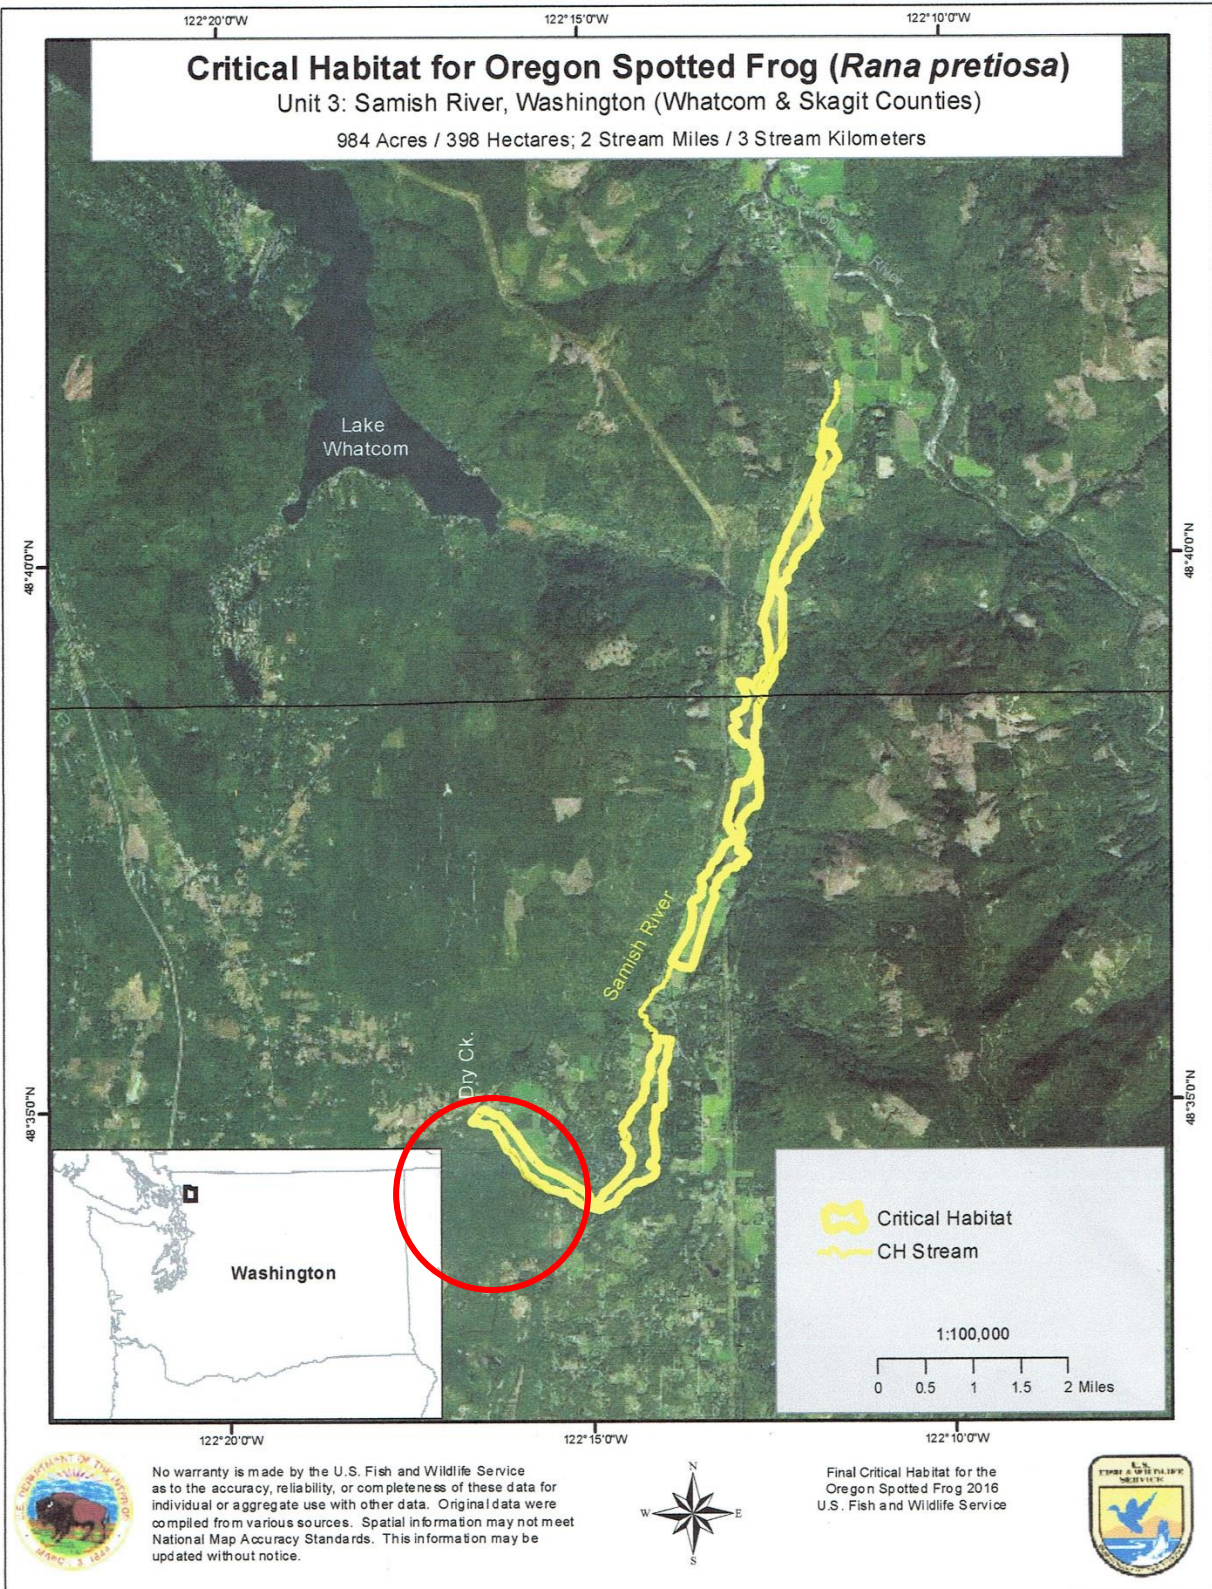 122°20'0"W 122°15'0"W 122°10'0"W
Critical Habitat for Oregon Spotted Frog (Rana pretiosa)
Unit 3: Samish River, Washington (Whatcom & Skagit Counties)
984 Acres / 398 Hectares; 2 Stream Miles / 3 Stream Kilometers
River
Lake
Whatcom
48°40'0"N
48°40'0"N
Samish River
Dry Ck.
48°35'0"N
48°35'0"N
Washington
Critical Habitat
CH Stream
1:100,000
0 0.5 1 1.5 2 Miles
122°20'0"W 122°15'0"W 122°10'0"W
No warranty is made by the U.S. Fish and Wildlife Service
as to the accuracy, reliability, or completeness of these data for
individual or aggregate use with other data. Original data were
compiled from various sources. Spatial information may not meet
National Map Accuracy Standards. This information may be
updated without notice.
N
W E
S
Final Critical Habitat for the
Oregon Spotted Frog 2016
U.S. Fish and Wildlife Service
U.S.
FISH & WILDLIFE
SERVICE
MARCH 3, 1849